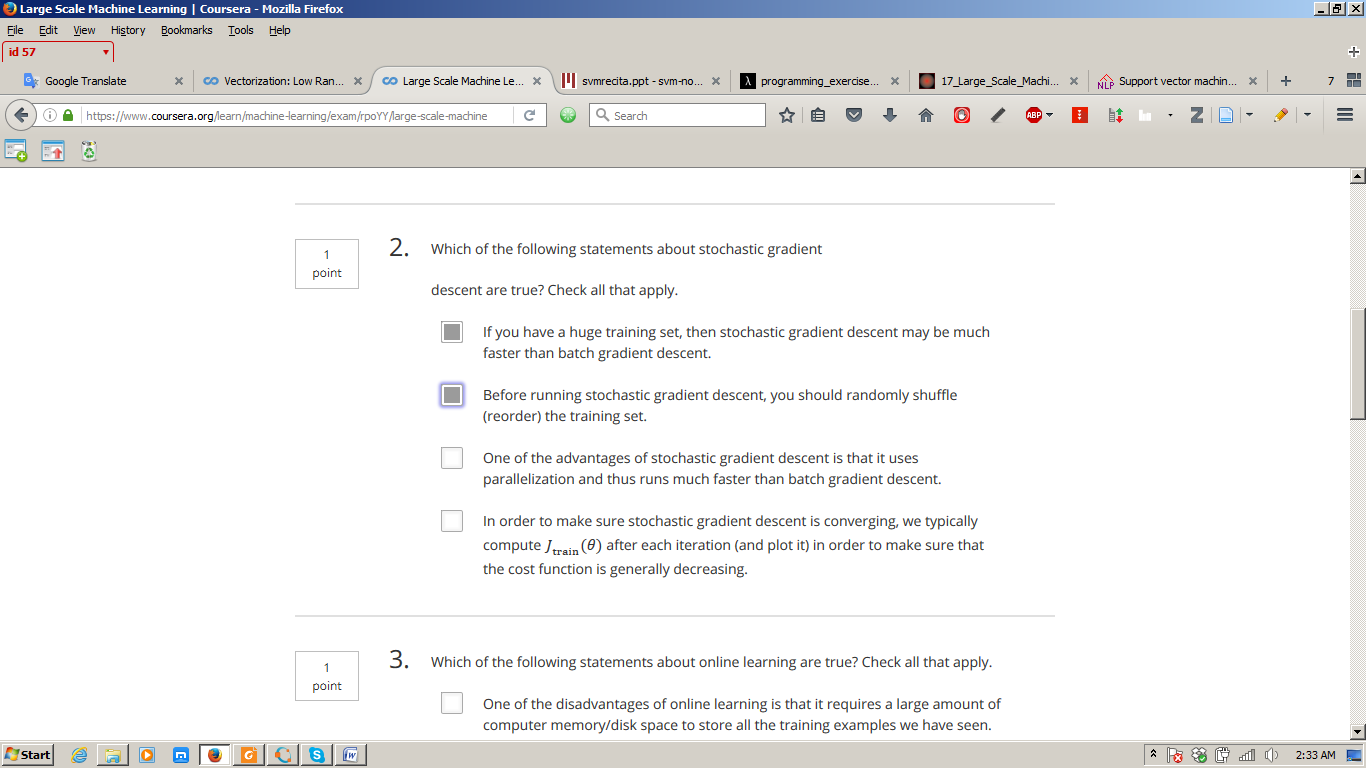 Large Scale Machine Learning | Coursera - Mozilla Firefox
File Edit View History Bookmarks Tools Help
id 57
Google Translate
Vectorization: Low Ran...
Large Scale Machine Le...
svmrecita.ppt - svm-no...
programming_exercise...
17_Large_Scale_Machi...
NLP
Support vector machin...
7
https://www.coursera.org/learn/machine-learning/exam/rpoYY/large-scale-machine
Search
ABP
Z
1
point
2.
Which of the following statements about stochastic gradient
descent are true? Check all that apply.
If you have a huge training set, then stochastic gradient descent may be much
faster than batch gradient descent.
Before running stochastic gradient descent, you should randomly shuffle
(reorder) the training set.
One of the advantages of stochastic gradient descent is that it uses
parallelization and thus runs much faster than batch gradient descent.
In order to make sure stochastic gradient descent is converging, we typically
compute J_train(θ) after each iteration (and plot it) in order to make sure that
the cost function is generally decreasing.
1
point
3.
Which of the following statements about online learning are true? Check all that apply.
One of the disadvantages of online learning is that it requires a large amount of
computer memory/disk space to store all the training examples we have seen.
Start
2:33 AM